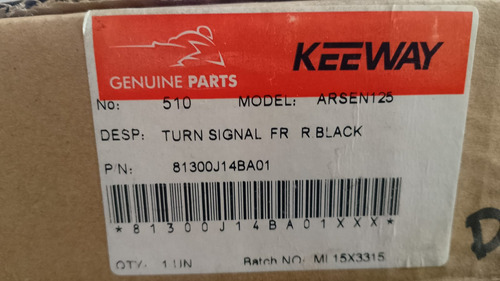 GENUINE PARTS
KEEWAY
No: 510 MODEL: ARSEN125
DESP: TURN SIGNAL FR R BLACK
P/N: 81300J14BA01
*81300J14BA01XXX*
QTY: 1 UN Batch NO: ML15X3315
D